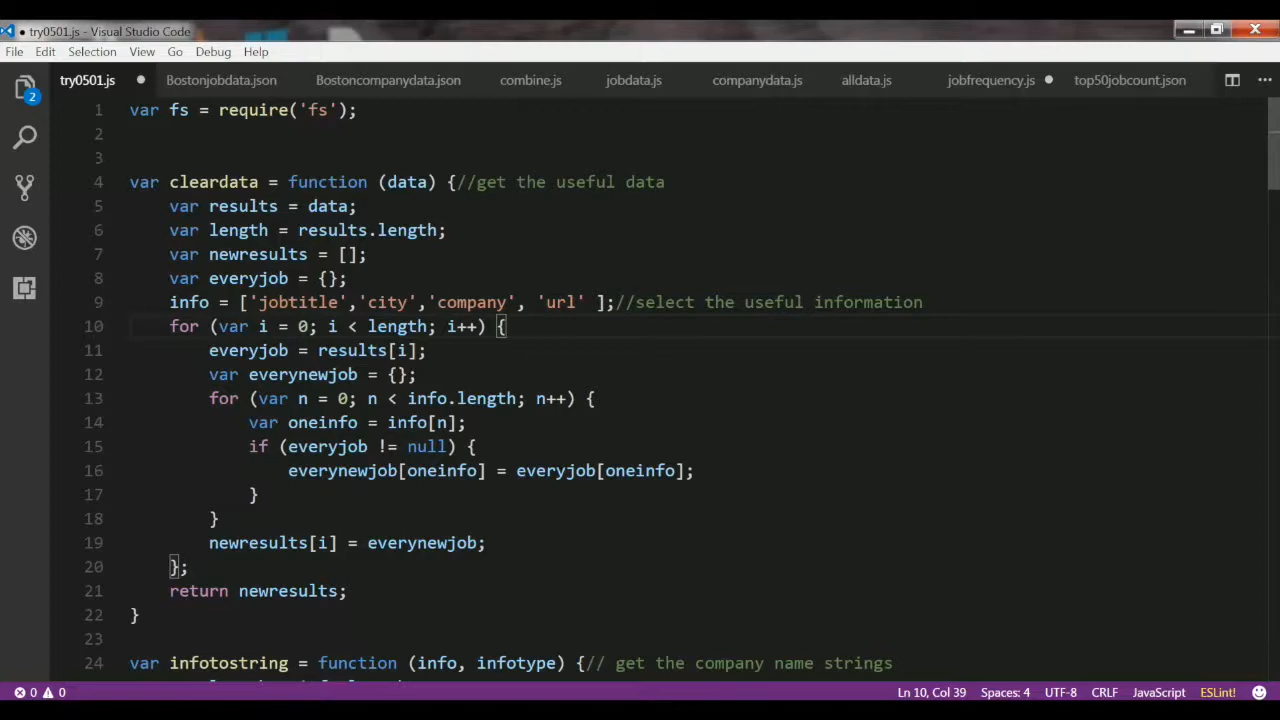 ● try0501.js - Visual Studio Code
File Edit Selection View Go Debug Help
try0501.js ● Bostonjobdata.json Bostoncompanydata.json combine.js jobdata.js companydata.js alldata.js jobfrequency.js ● top50jobcount.json
2
1 var fs = require('fs');
2
3
4 var cleardata = function (data) {//get the useful data
5     var results = data;
6     var length = results.length;
7     var newresults = [];
8     var everyjob = {};
9     info = ['jobtitle','city','company', 'url' ];//select the useful information
10     for (var i = 0; i < length; i++) {
11         everyjob = results[i];
12         var everynewjob = {};
13         for (var n = 0; n < info.length; n++) {
14             var oneinfo = info[n];
15             if (everyjob != null) {
16                 everynewjob[oneinfo] = everyjob[oneinfo];
17             }
18         }
19         newresults[i] = everynewjob;
20     };
21     return newresults;
22 }
23
24 var infotostring = function (info, infotype) {// get the company name strings
0 0 Ln 10, Col 39 Spaces: 4 UTF-8 CRLF JavaScript ESLint!